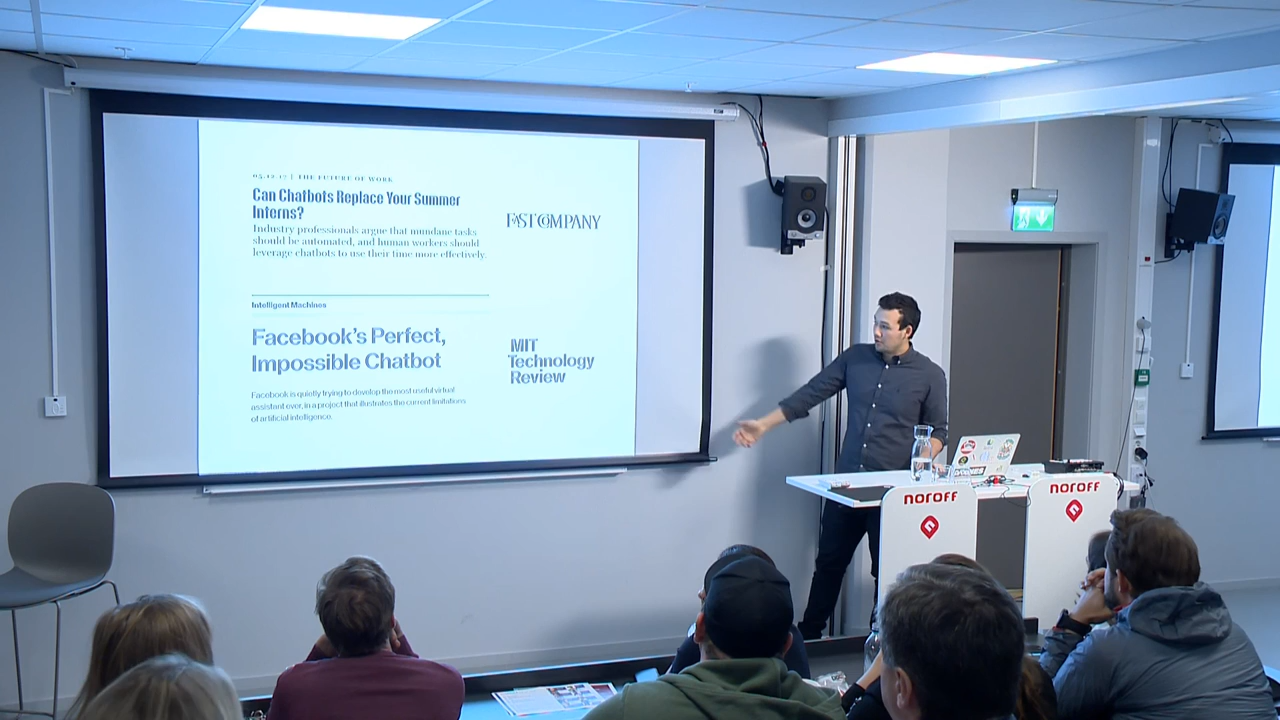 05.12.17 | THE FUTURE OF WORK
Can Chatbots Replace Your Summer
Interns?
Industry professionals argue that mundane tasks
should be automated, and human workers should
leverage chatbots to use their time more effectively.
FAST COMPANY
Intelligent Machines
Facebook's Perfect,
Impossible Chatbot
Facebook is quietly trying to develop the most useful virtual
assistant ever, in a project that illustrates the current limitations
of artificial intelligence.
MIT
Technology
Review
noroff
noroff